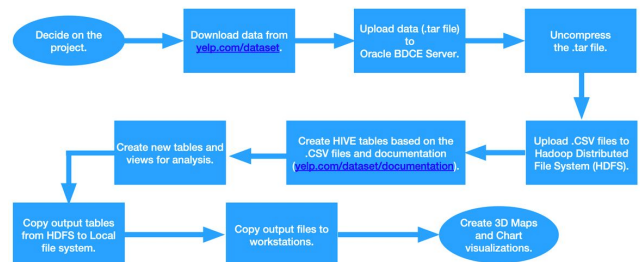 Decide on the
project.
Download data from
yelp.com/dataset.
Upload data (.tar file)
to
Oracle BDCE Server.
Uncompress
the .tar file.
Upload .CSV files to
Hadoop Distributed
File System (HDFS).
Create HIVE tables based on the
.CSV files and documentation
(yelp.com/dataset/documentation).
Create new tables and
views for analysis.
Copy output tables
from HDFS to Local
file system.
Copy output files to
workstations.
Create 3D Maps
and Chart
visualizations.